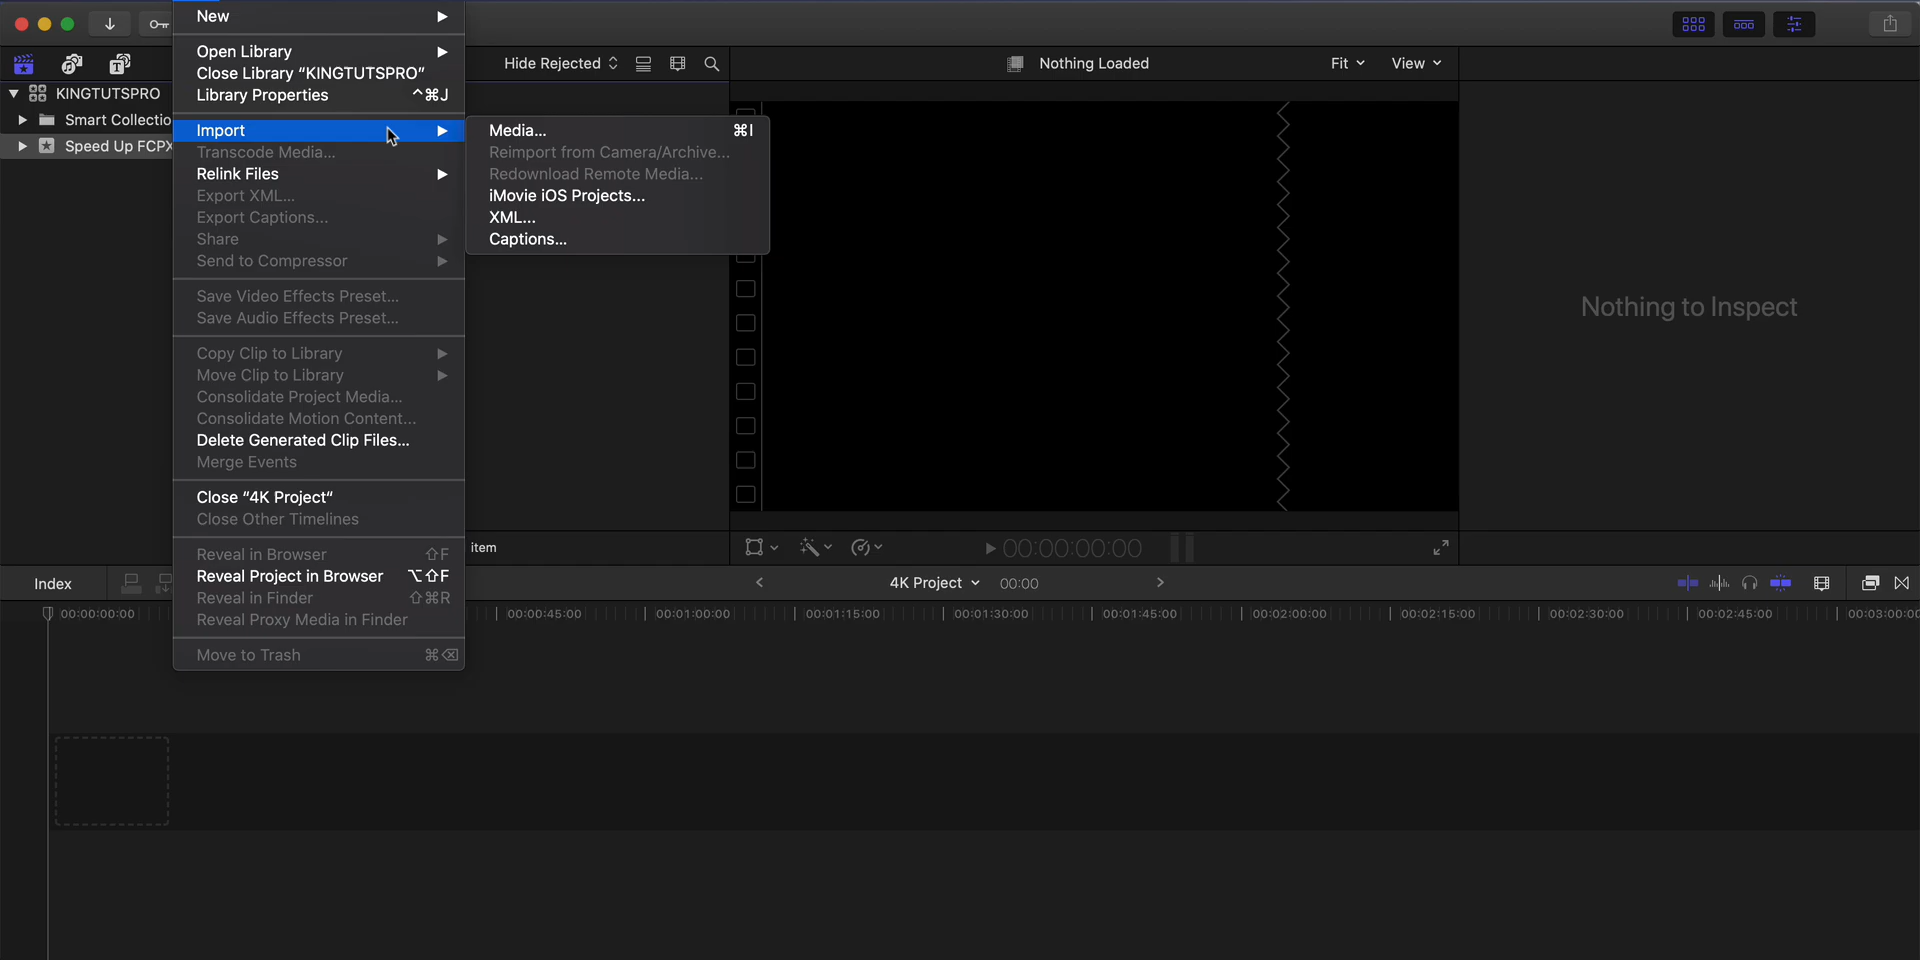 New
Open Library
Close Library “KINGTUTSPRO”
Library Properties ^⌘J
Import
Transcode Media...
Relink Files
Export XML...
Export Captions...
Share
Send to Compressor
Save Video Effects Preset...
Save Audio Effects Preset...
Copy Clip to Library
Move Clip to Library
Consolidate Project Media...
Consolidate Motion Content...
Delete Generated Clip Files...
Merge Events
Close “4K Project“
Close Other Timelines
Reveal in Browser ⇧F
Reveal Project in Browser ⌥⇧F
Reveal in Finder ⇧⌘R
Reveal Proxy Media in Finder
Move to Trash ⌘⌫
Media... ⌘I
Reimport from Camera/Archive...
Redownload Remote Media...
iMovie iOS Projects...
XML...
Captions...
KINGTUTSPRO
Smart Collectio
Speed Up FCPX
Hide Rejected
Nothing Loaded
Fit
View
Nothing to Inspect
item
00:00:00:00
Index
4K Project 00:00
00:00:00:00 00:00:45:00 00:01:00:00 00:01:15:00 00:01:30:00 00:01:45:00 00:02:00:00 00:02:15:00 00:02:30:00 00:02:45:00 00:03:00:00